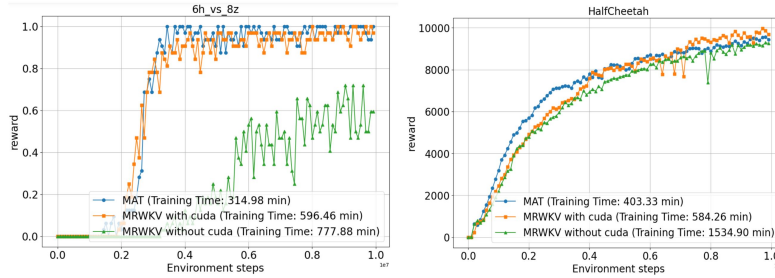 6h_vs_8z
1.0
0.8
0.6
0.4
0.2
0.0
reward
MAT (Training Time: 314.98 min)
MRWKV with cuda (Training Time: 596.46 min)
MRWKV without cuda (Training Time: 777.88 min)
0.0 0.2 0.4 0.6 0.8 1.0
Environment steps
1e7
HalfCheetah
10000
8000
6000
4000
2000
0
reward
MAT (Training Time: 403.33 min)
MRWKV with cuda (Training Time: 584.26 min)
MRWKV without cuda (Training Time: 1534.90 min)
0.0 0.2 0.4 0.6 0.8 1.0
Environment steps